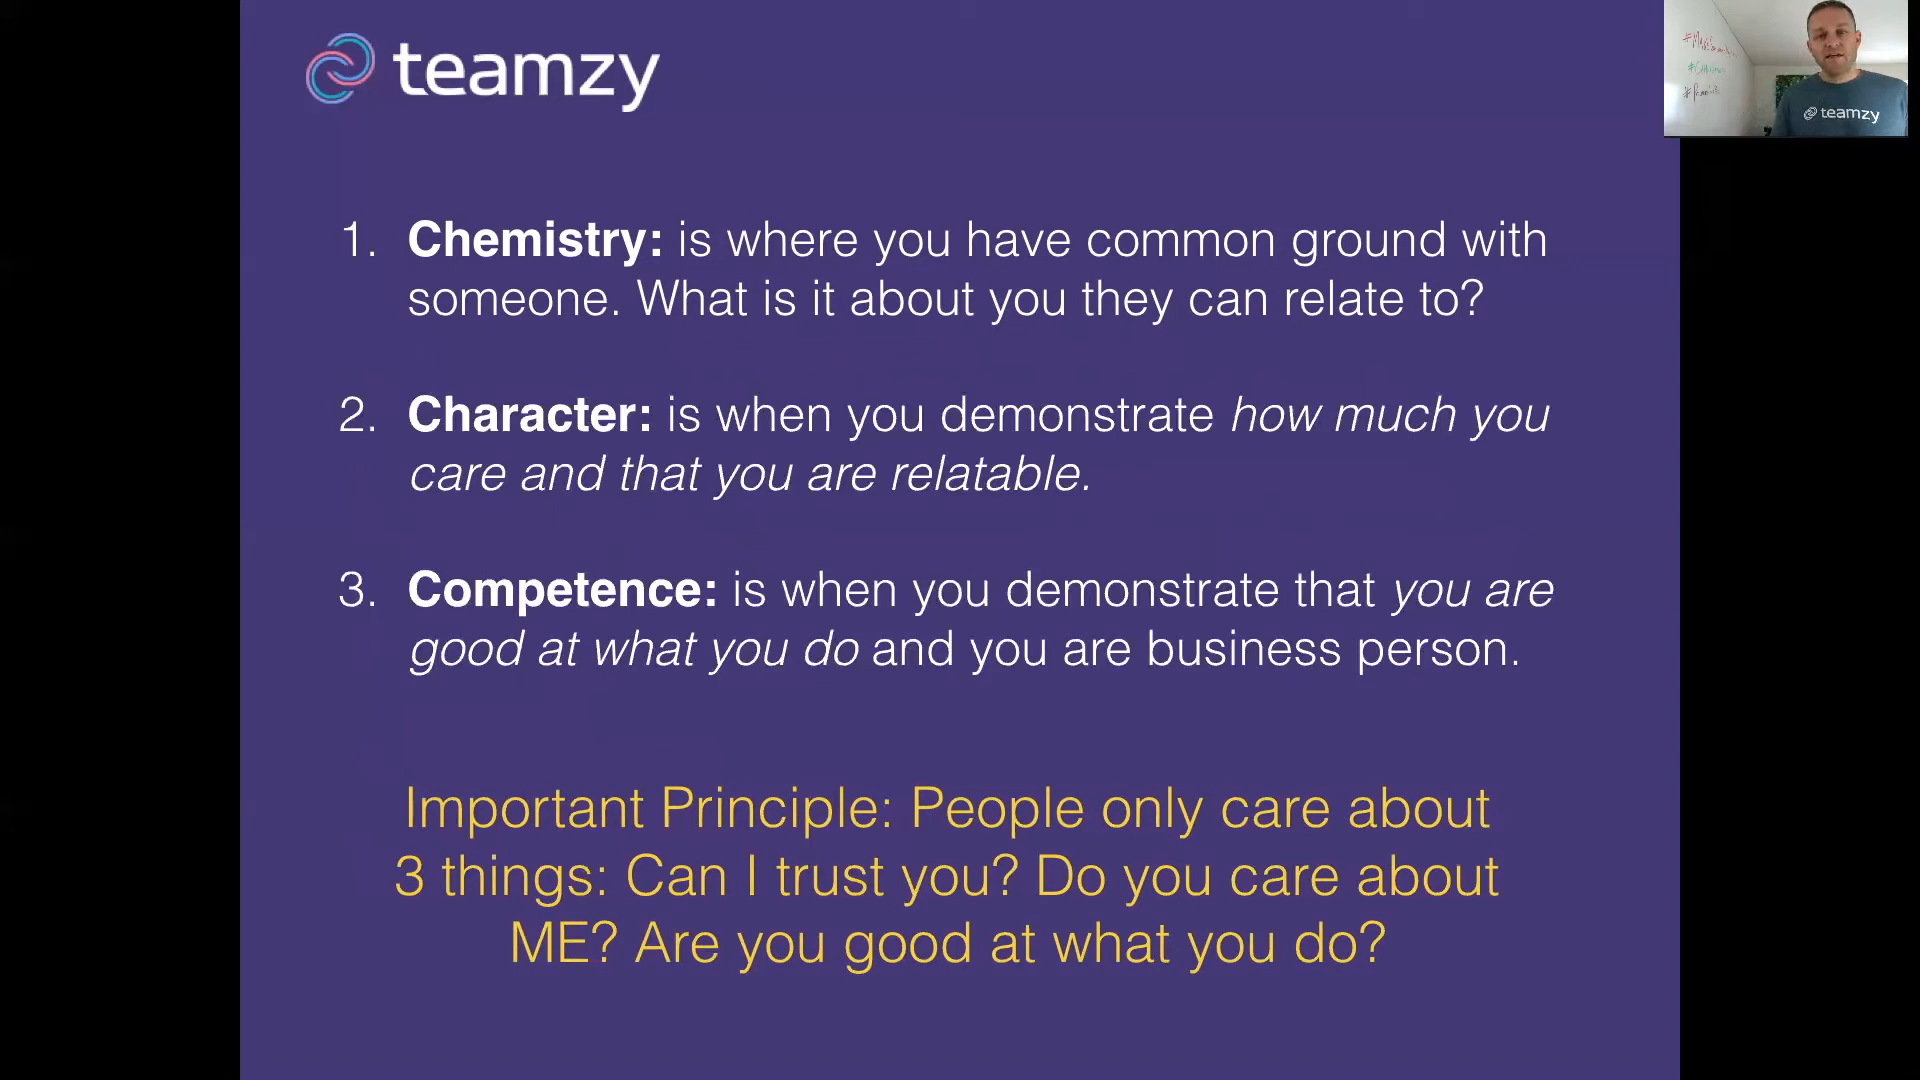 teamzy
1. Chemistry: is where you have common ground with
someone. What is it about you they can relate to?
2. Character: is when you demonstrate how much you
care and that you are relatable.
3. Competence: is when you demonstrate that you are
good at what you do and you are business person.
Important Principle: People only care about
3 things: Can I trust you? Do you care about
ME? Are you good at what you do?
teamzy